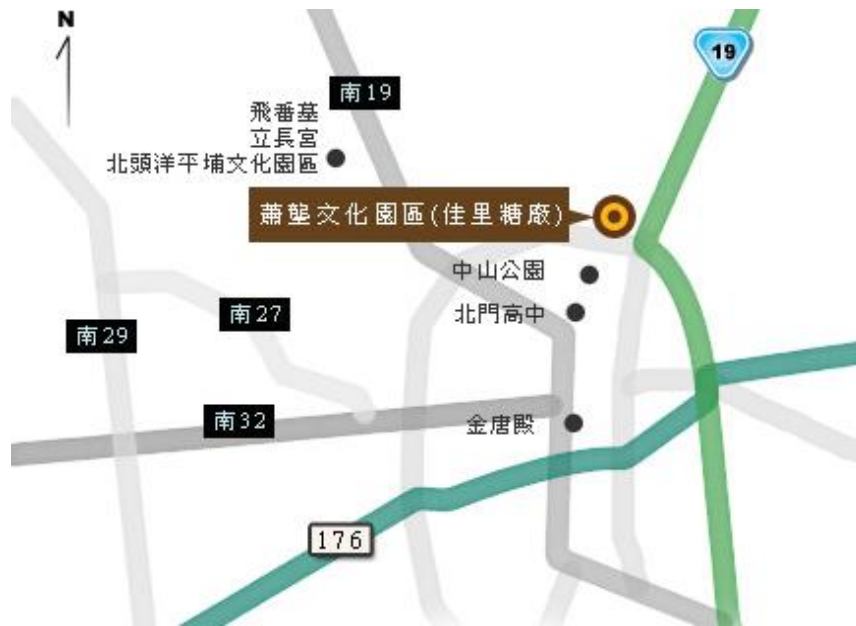 N
19
南19
飛番墓
立長宮
北頭洋平埔文化園區
蕭壟文化園區(佳里糖廠)
中山公園
北門高中
南27
南29
南32
金唐殿
176